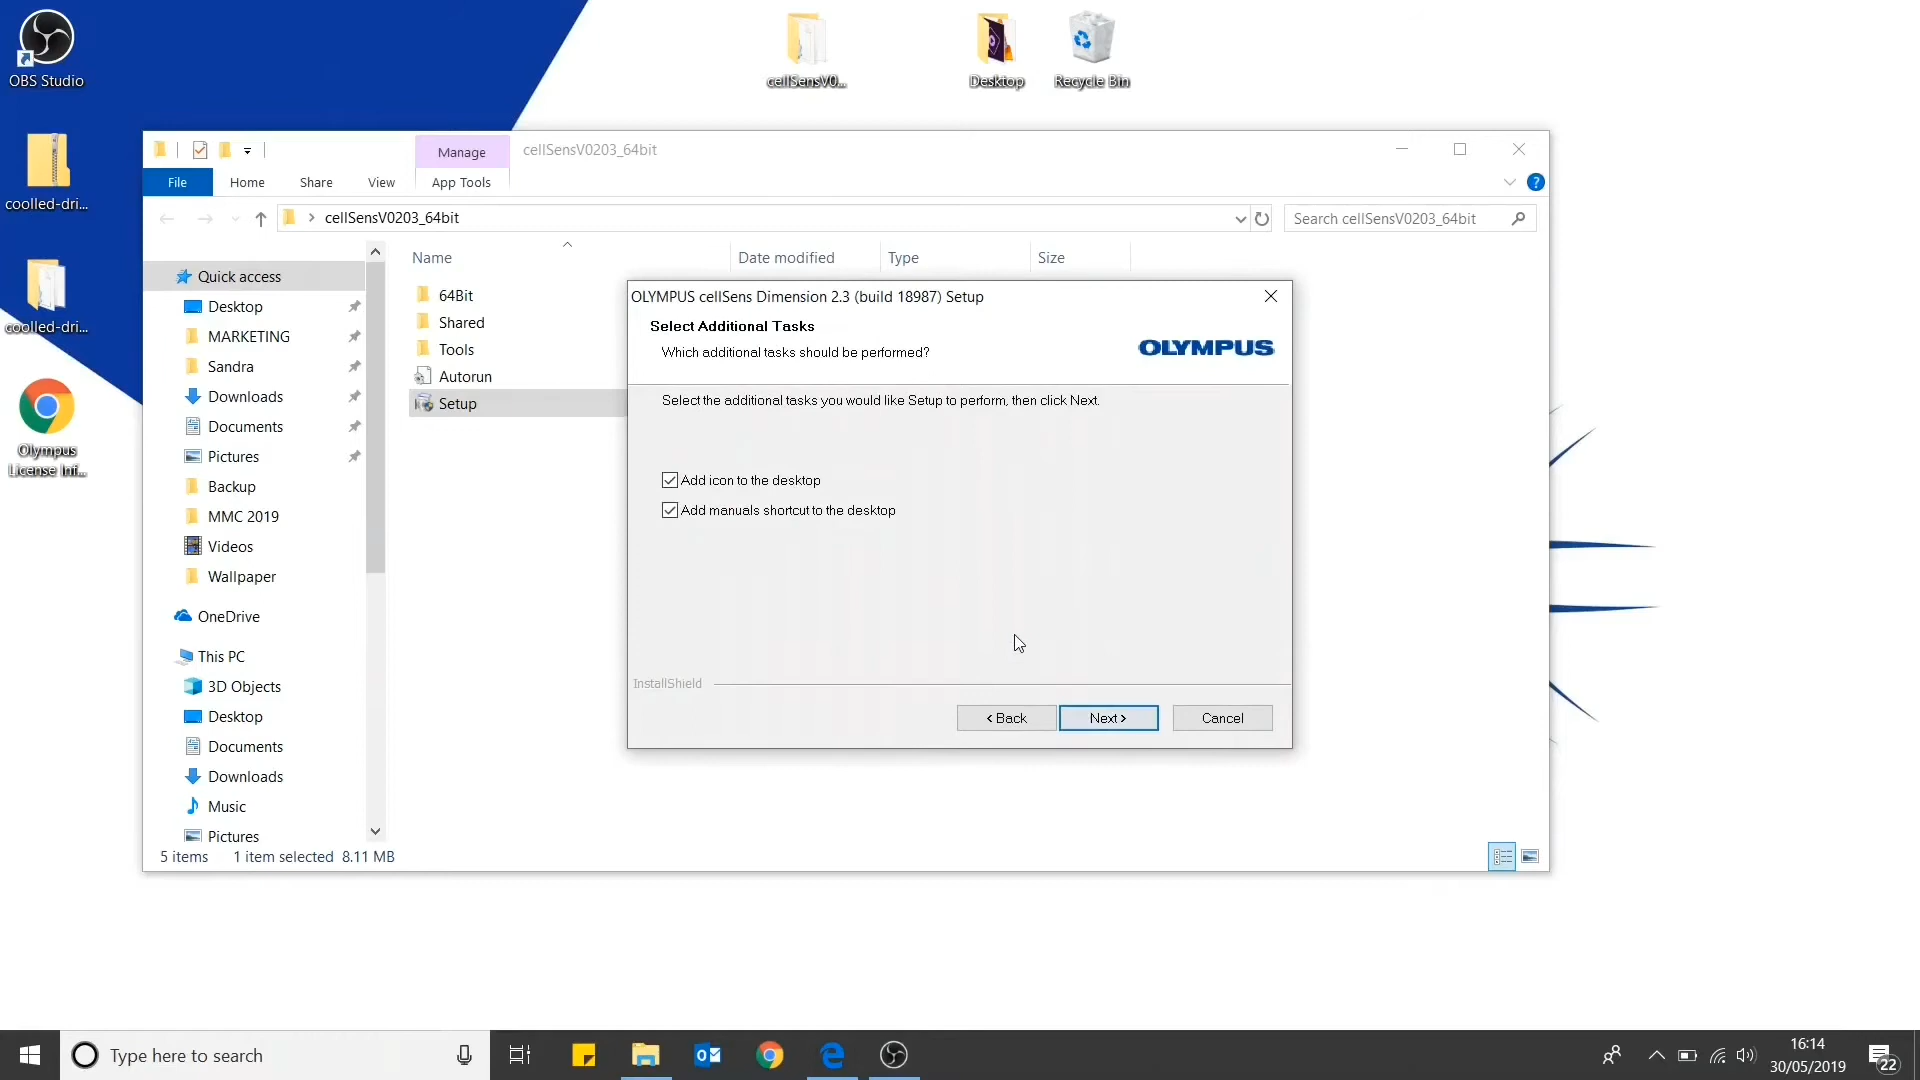 OBS Studio
cellSensV0...
Desktop
Recycle Bin
coolled-dri...
coolled-dri...
Olympus
License Inf...
Manage
cellSensV0203_64bit
File
Home
Share
View
App Tools
cellSensV0203_64bit
Search cellSensV0203_64bit
Quick access
Desktop
MARKETING
Sandra
Downloads
Documents
Pictures
Backup
MMC 2019
Videos
Wallpaper
OneDrive
This PC
3D Objects
Desktop
Documents
Downloads
Music
Pictures
Name
Date modified
Type
Size
64Bit
Shared
Tools
Autorun
Setup
OLYMPUS cellSens Dimension 2.3 (build 18987) Setup
Select Additional Tasks
Which additional tasks should be performed?
OLYMPUS
Select the additional tasks you would like Setup to perform, then click Next.
Add icon to the desktop
Add manuals shortcut to the desktop
InstallShield
< Back
Next >
Cancel
5 items
1 item selected 8.11 MB
Type here to search
16:14
30/05/2019
22